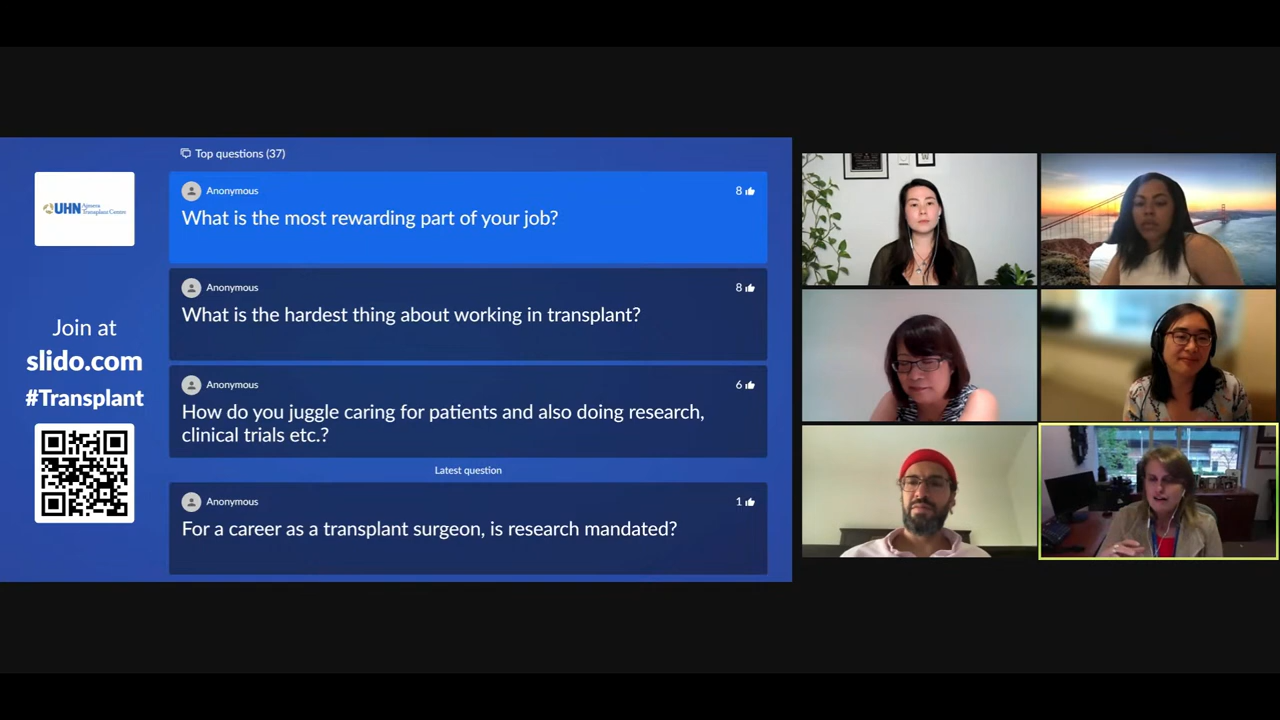 Top questions (37)
UHN Ajmera
Transplant Centre
Join at
slido.com
#Transplant
Anonymous
8
What is the most rewarding part of your job?
Anonymous
8
What is the hardest thing about working in transplant?
Anonymous
6
How do you juggle caring for patients and also doing research,
clinical trials etc.?
Latest question
Anonymous
1
For a career as a transplant surgeon, is research mandated?